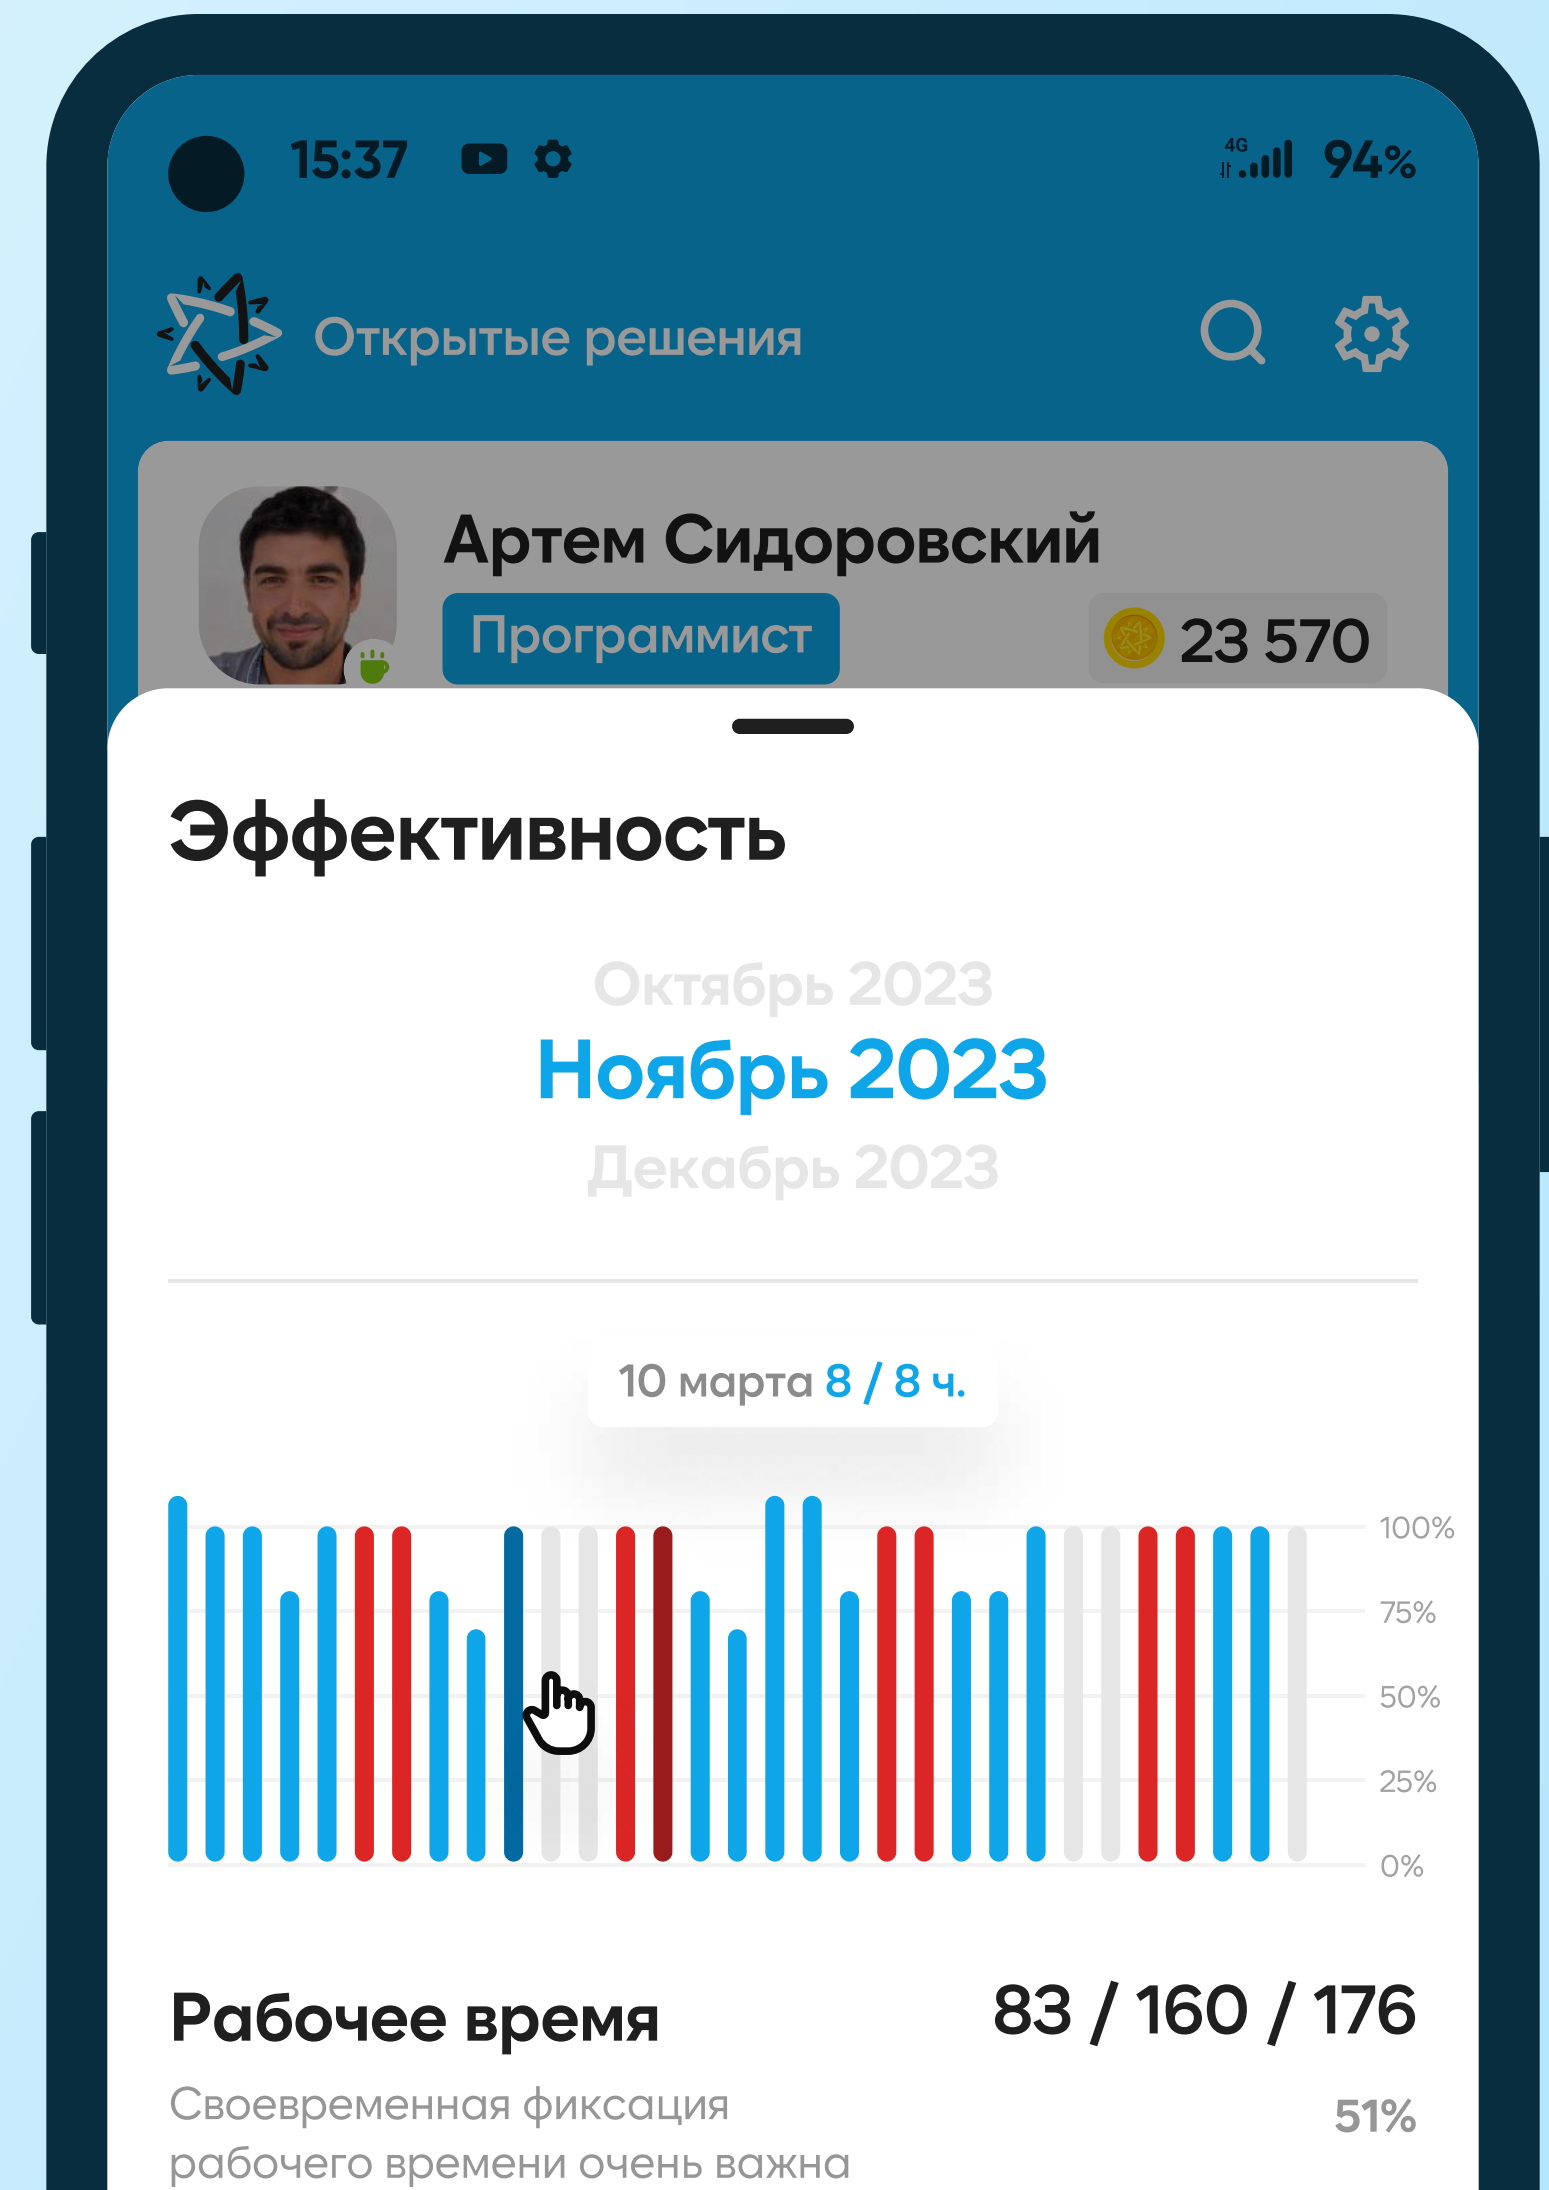 15:37
4G 94%
Открытые решения
Артем Сидоровский
Программист
23 570
Эффективность
Октябрь 2023
Ноябрь 2023
Декабрь 2023
10 марта 8 / 8 ч.
100%
75%
50%
25%
0%
Рабочее время
83 / 160 / 176
Своевременная фиксация
51%
рабочего времени очень важна